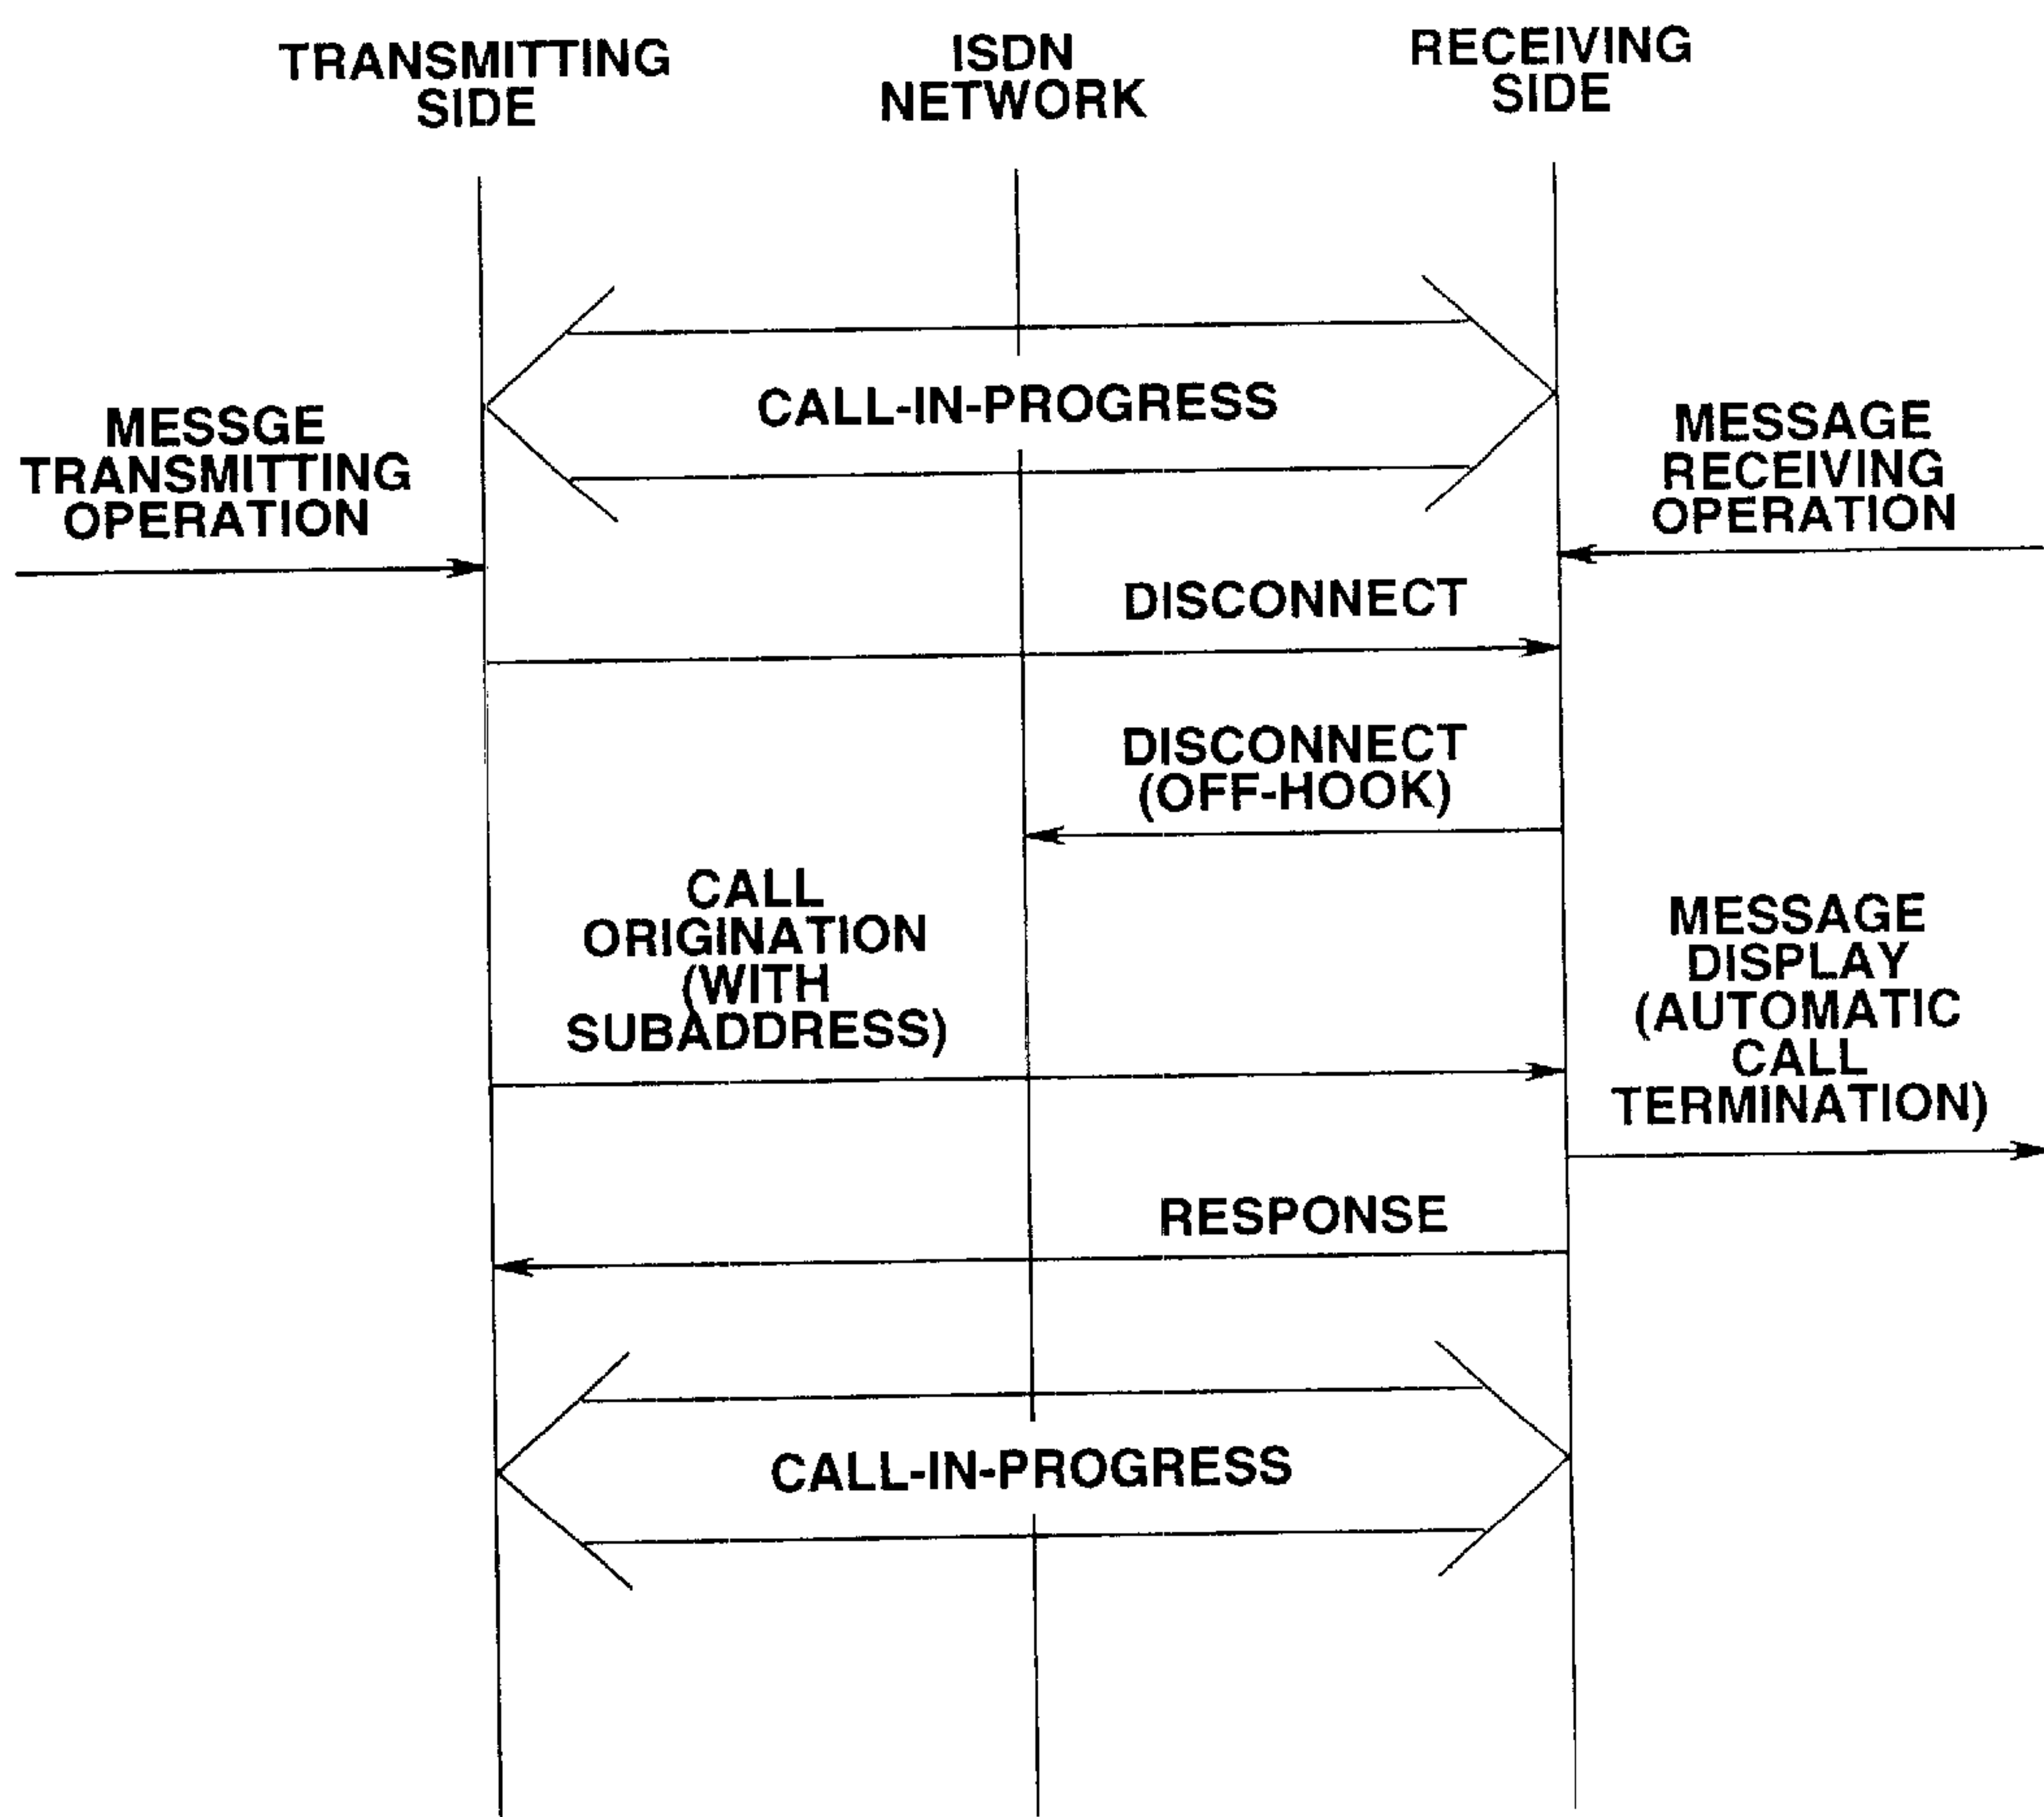 TRANSMITTING
SIDE
ISDN
NETWORK
RECEIVING
SIDE
CALL-IN-PROGRESS
MESSGE
TRANSMITTING
OPERATION
MESSAGE
RECEIVING
OPERATION
DISCONNECT
DISCONNECT
(OFF-HOOK)
CALL
ORIGINATION
(WITH
SUBADDRESS)
MESSAGE
DISPLAY
(AUTOMATIC
CALL
TERMINATION)
RESPONSE
CALL-IN-PROGRESS